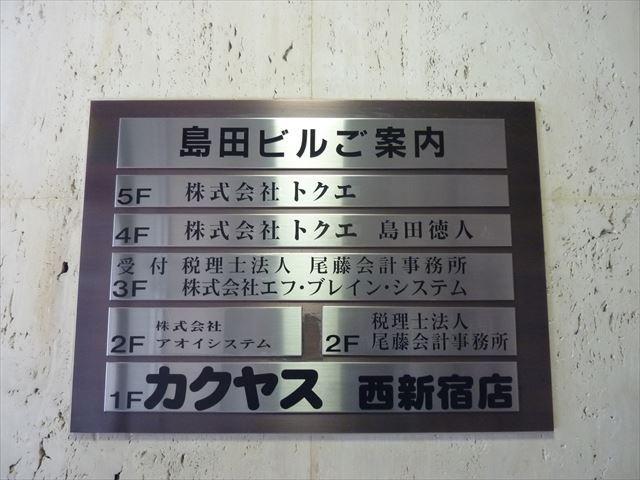 島田ビルご案内
5F 株式会社 トクエ
4F 株式会社 トクエ 島田徳人
受付 税理士法人 尾藤会計事務所
3F 株式会社エフ・ブレイン・システム
株式会社
2F アオイシステム
税理士法人
2F 尾藤会計事務所
1F カクヤス 西新宿店